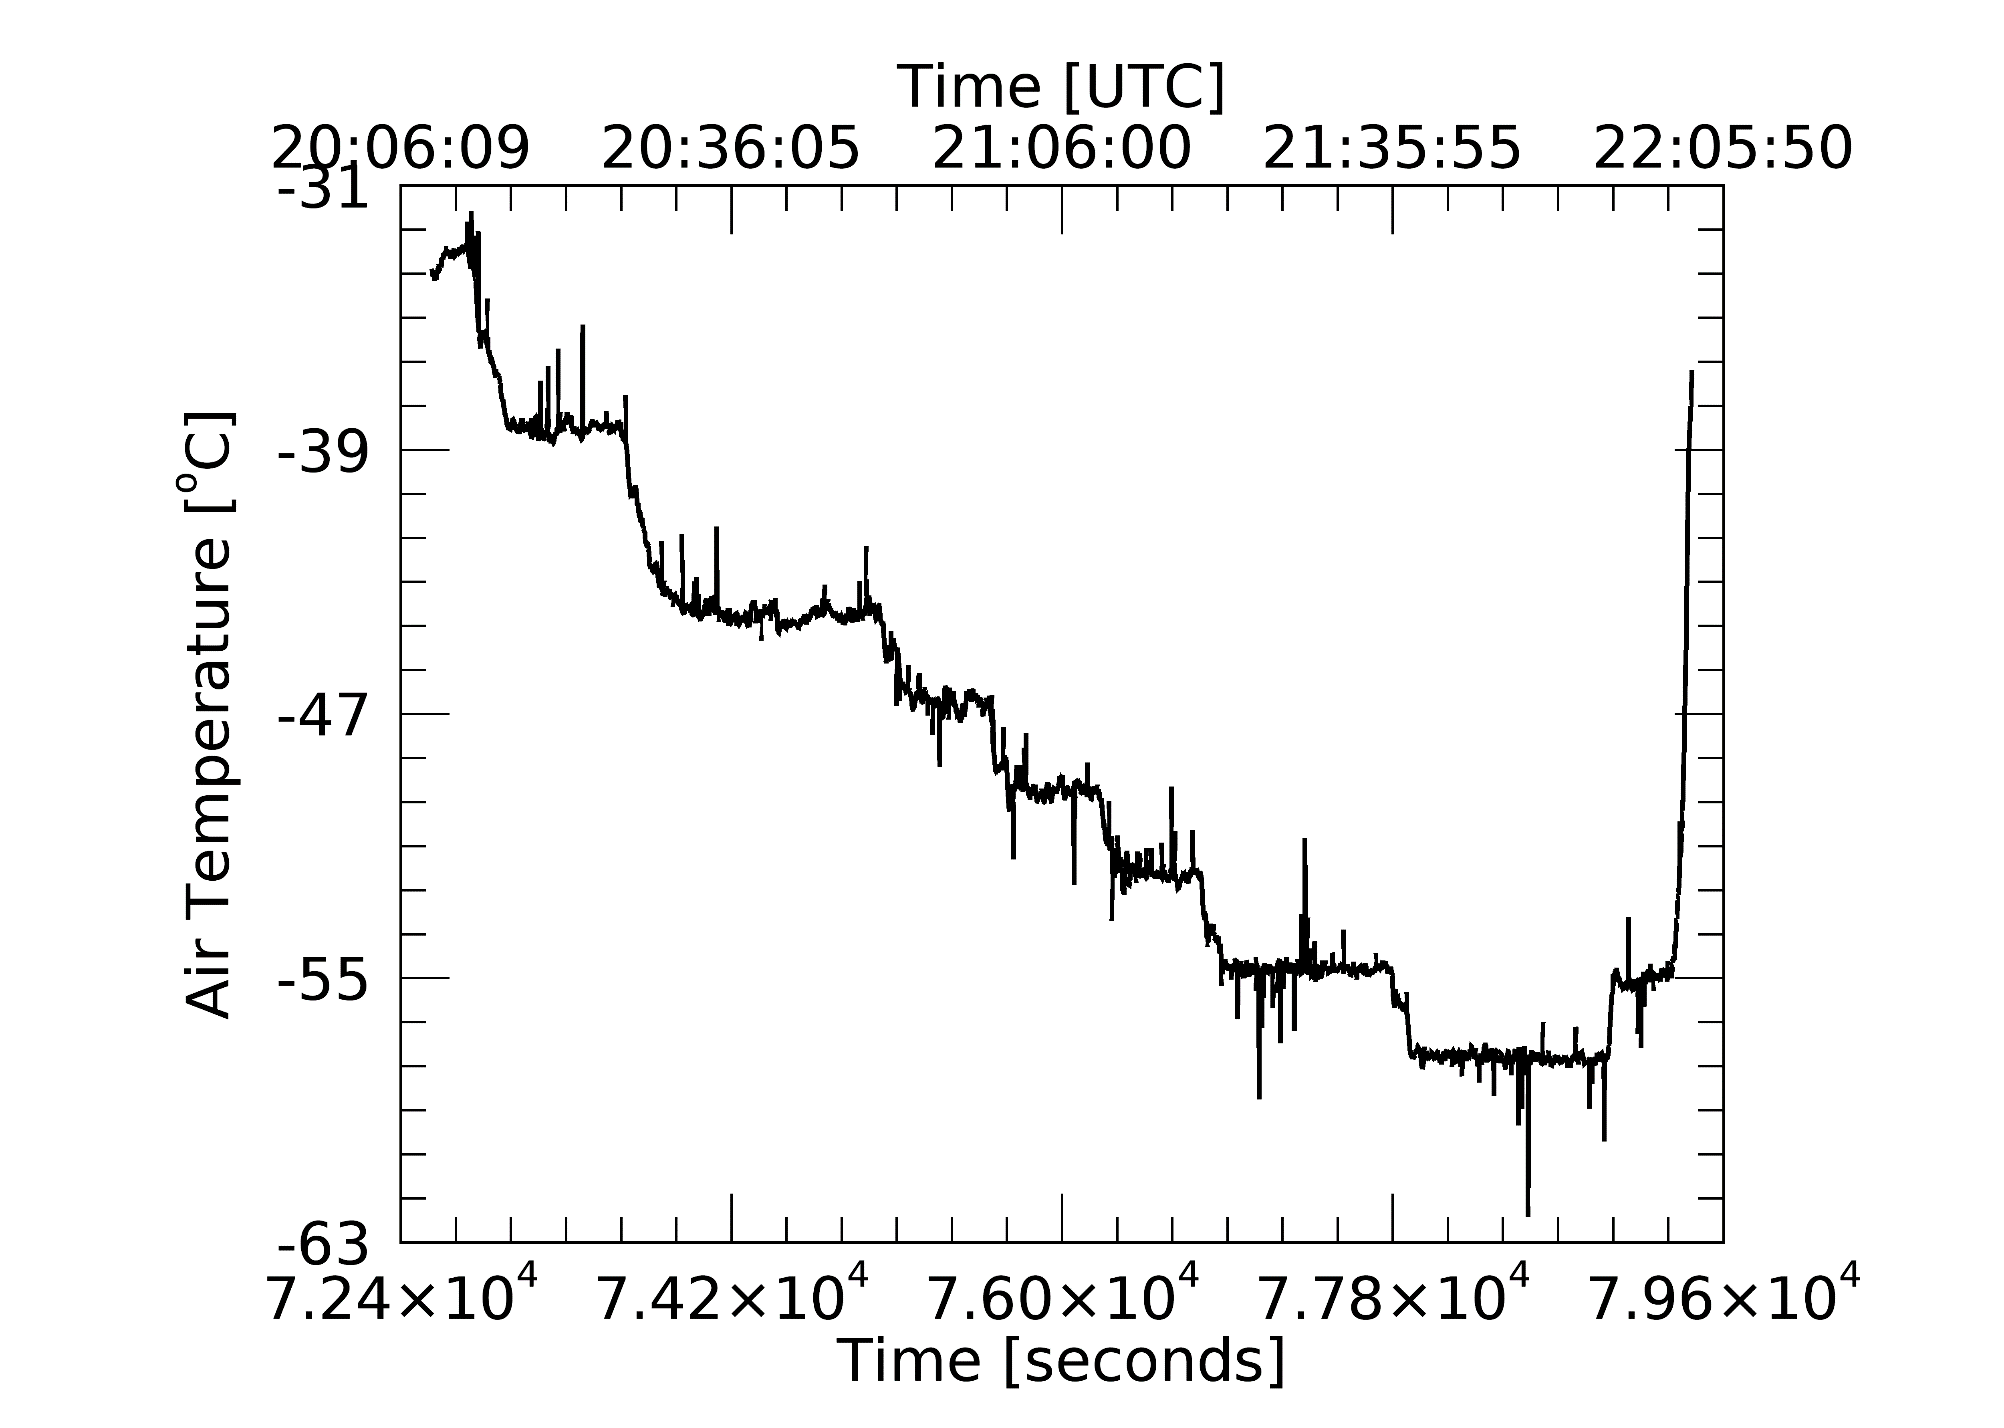 Time [UTC]
20:06:09 20:36:05 21:06:00 21:35:55 22:05:50
-31
-39
-47
-55
-63
Air Temperature [°C]
7.24×10⁴ 7.42×10⁴ 7.60×10⁴ 7.78×10⁴ 7.96×10⁴
Time [seconds]